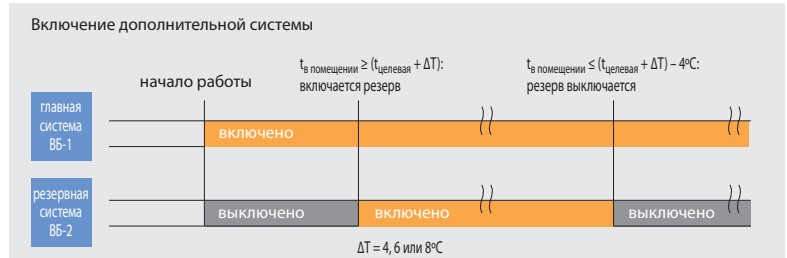 Включение дополнительной системы
начало работы
tв помещении ≥ (tцелевая + ΔT):
включается резерв
tв помещении ≤ (tцелевая + ΔT) – 4ºC:
резерв выключается
главная
система
ВБ-1
включено
резервная
система
ВБ-2
выключено
включено
выключено
ΔT = 4, 6 или 8ºC